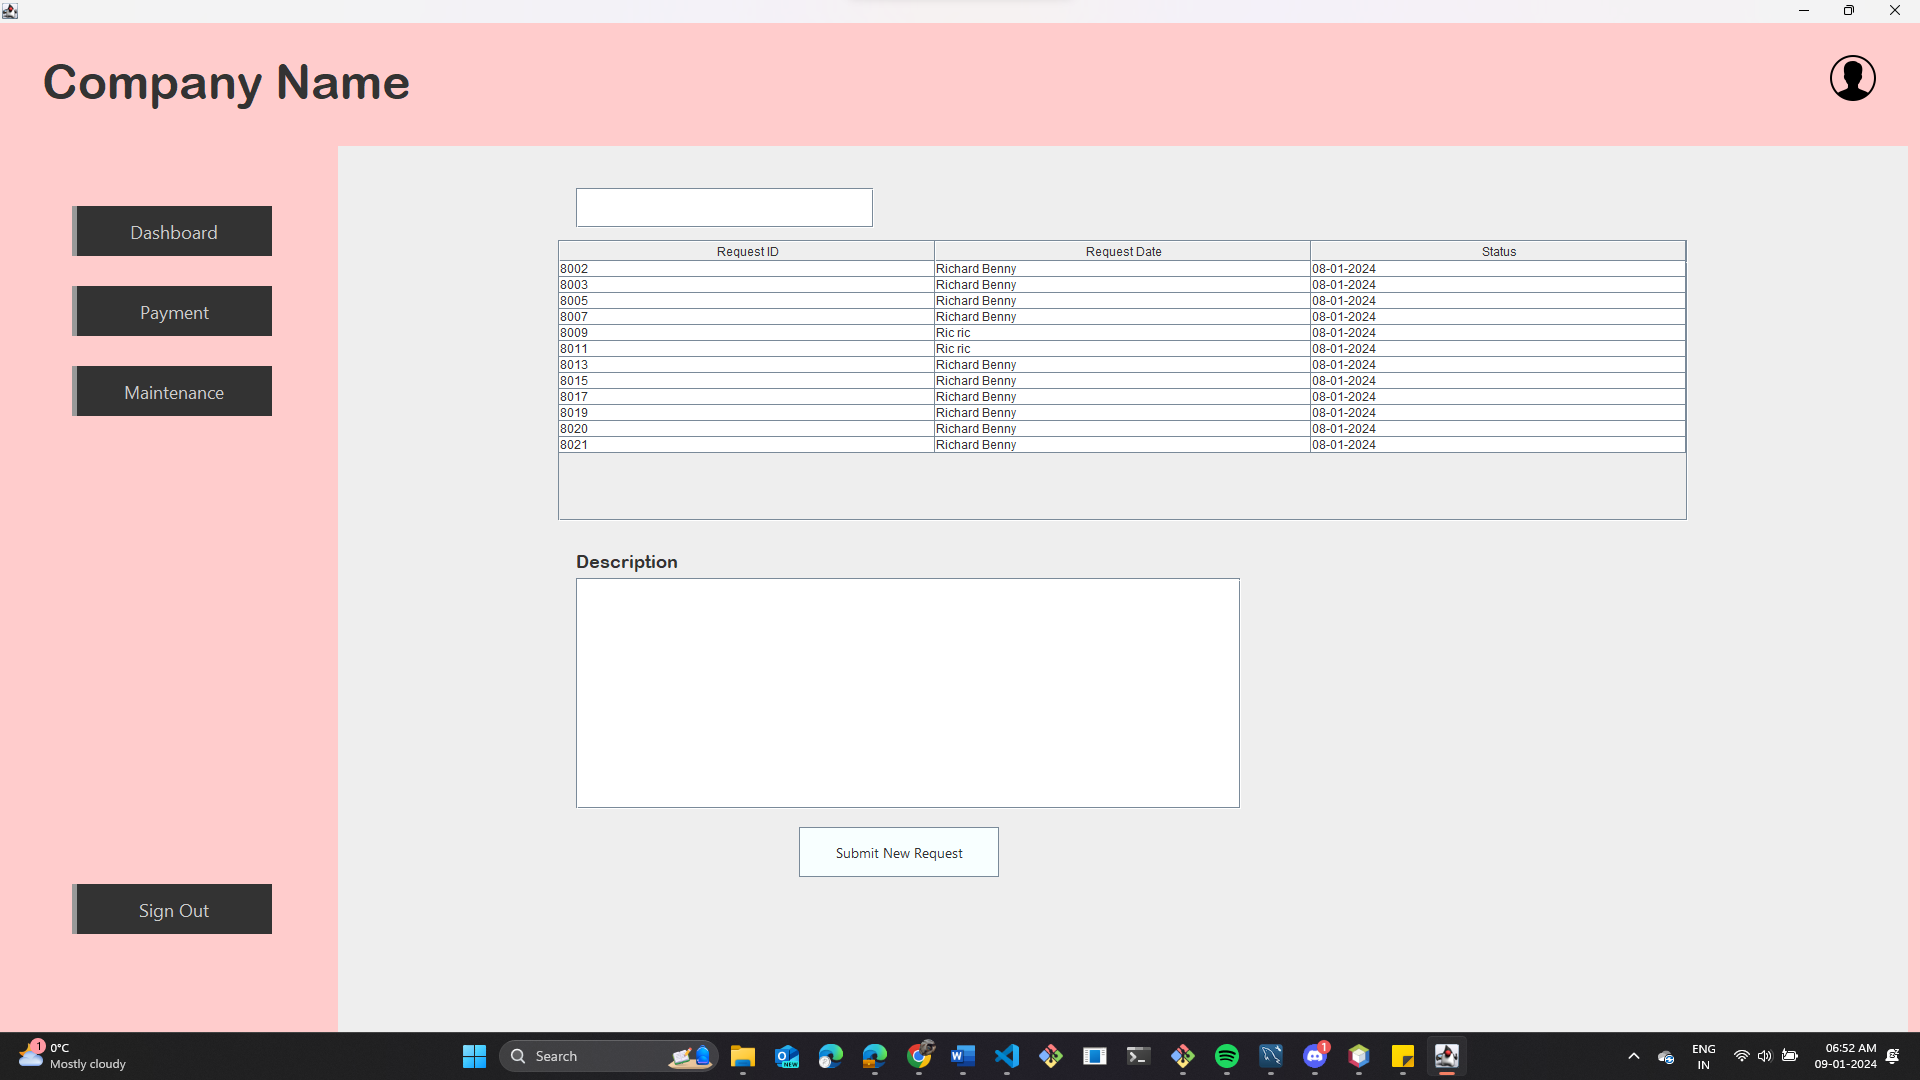 Company Name
Dashboard
Payment
Maintenance
Sign Out
Request ID Request Date Status
8002 Richard Benny 08-01-2024
8003 Richard Benny 08-01-2024
8005 Richard Benny 08-01-2024
8007 Richard Benny 08-01-2024
8009 Ric ric 08-01-2024
8011 Ric ric 08-01-2024
8013 Richard Benny 08-01-2024
8015 Richard Benny 08-01-2024
8017 Richard Benny 08-01-2024
8019 Richard Benny 08-01-2024
8020 Richard Benny 08-01-2024
8021 Richard Benny 08-01-2024
Description
Submit New Request
1
0°C
Mostly cloudy
Search
NEW
1
ENG
IN
06:52 AM
09-01-2024